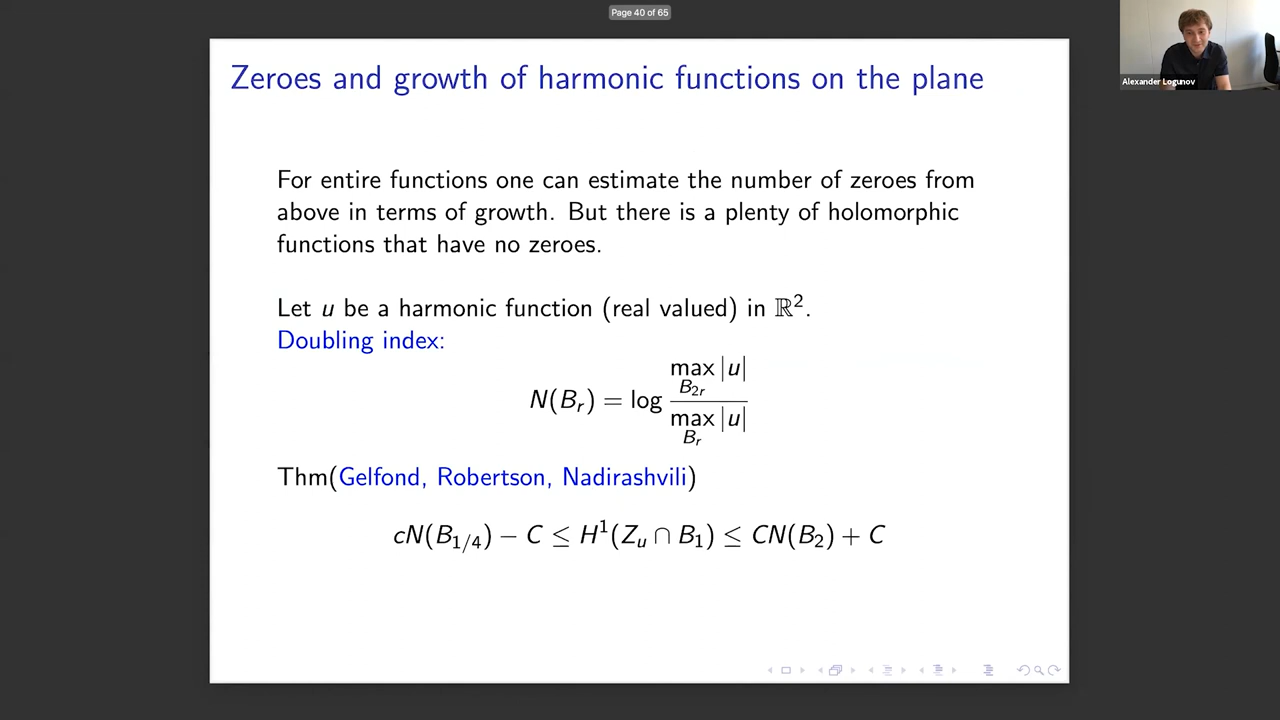 Page 40 of 65
Alexander Logunov
Zeroes and growth of harmonic functions on the plane
For entire functions one can estimate the number of zeroes from
above in terms of growth. But there is a plenty of holomorphic
functions that have no zeroes.
Let u be a harmonic function (real valued) in ℝ².
Doubling index:
N(B_r) = log (max_{B_{2r}} |u|) / (max_{B_r} |u|)
Thm(Gelfond, Robertson, Nadirashvili)
cN(B_{1/4}) − C ≤ H¹(Z_u ∩ B_1) ≤ CN(B_2) + C